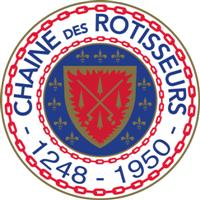 CHAINE DES ROTISSEURS
- 1248 - 1950 -